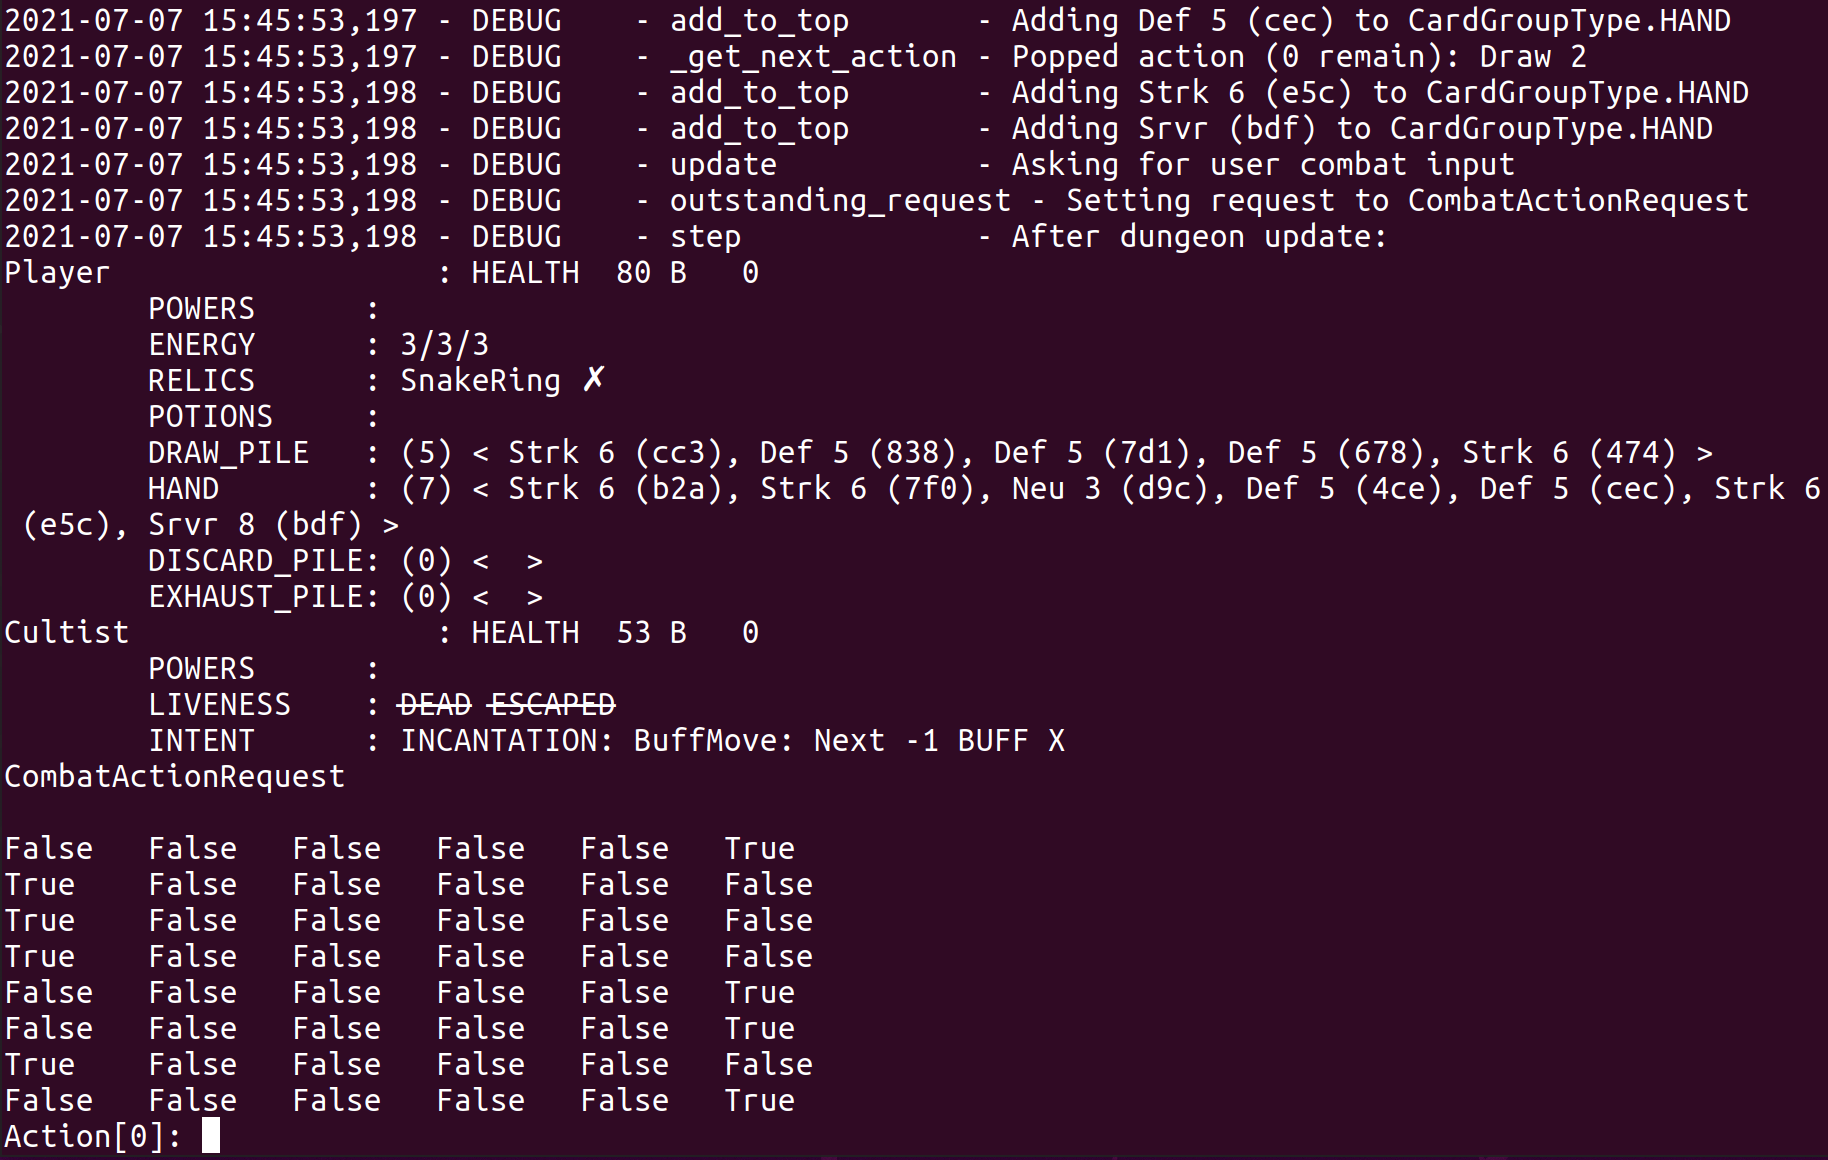 2021-07-07 15:45:53,197 - DEBUG    - add_to_top       - Adding Def 5 (cec) to CardGroupType.HAND
2021-07-07 15:45:53,197 - DEBUG    - _get_next_action - Popped action (0 remain): Draw 2
2021-07-07 15:45:53,198 - DEBUG    - add_to_top       - Adding Strk 6 (e5c) to CardGroupType.HAND
2021-07-07 15:45:53,198 - DEBUG    - add_to_top       - Adding Srvr (bdf) to CardGroupType.HAND
2021-07-07 15:45:53,198 - DEBUG    - update           - Asking for user combat input
2021-07-07 15:45:53,198 - DEBUG    - outstanding_request - Setting request to CombatActionRequest
2021-07-07 15:45:53,198 - DEBUG    - step             - After dungeon update:
Player                  : HEALTH  80 B   0
        POWERS      :
        ENERGY      : 3/3/3
        RELICS      : SnakeRing ✗
        POTIONS     :
        DRAW_PILE   : (5) < Strk 6 (cc3), Def 5 (838), Def 5 (7d1), Def 5 (678), Strk 6 (474) >
        HAND        : (7) < Strk 6 (b2a), Strk 6 (7f0), Neu 3 (d9c), Def 5 (4ce), Def 5 (cec), Strk 6
 (e5c), Srvr 8 (bdf) >
        DISCARD_PILE: (0) <  >
        EXHAUST_PILE: (0) <  >
Cultist                 : HEALTH  53 B   0
        POWERS      :
        LIVENESS    : DEAD ESCAPED
        INTENT      : INCANTATION: BuffMove: Next -1 BUFF X
CombatActionRequest
False   False   False   False   False   True
True    False   False   False   False   False
True    False   False   False   False   False
True    False   False   False   False   False
False   False   False   False   False   True
False   False   False   False   False   True
True    False   False   False   False   False
False   False   False   False   False   True
Action[0]: